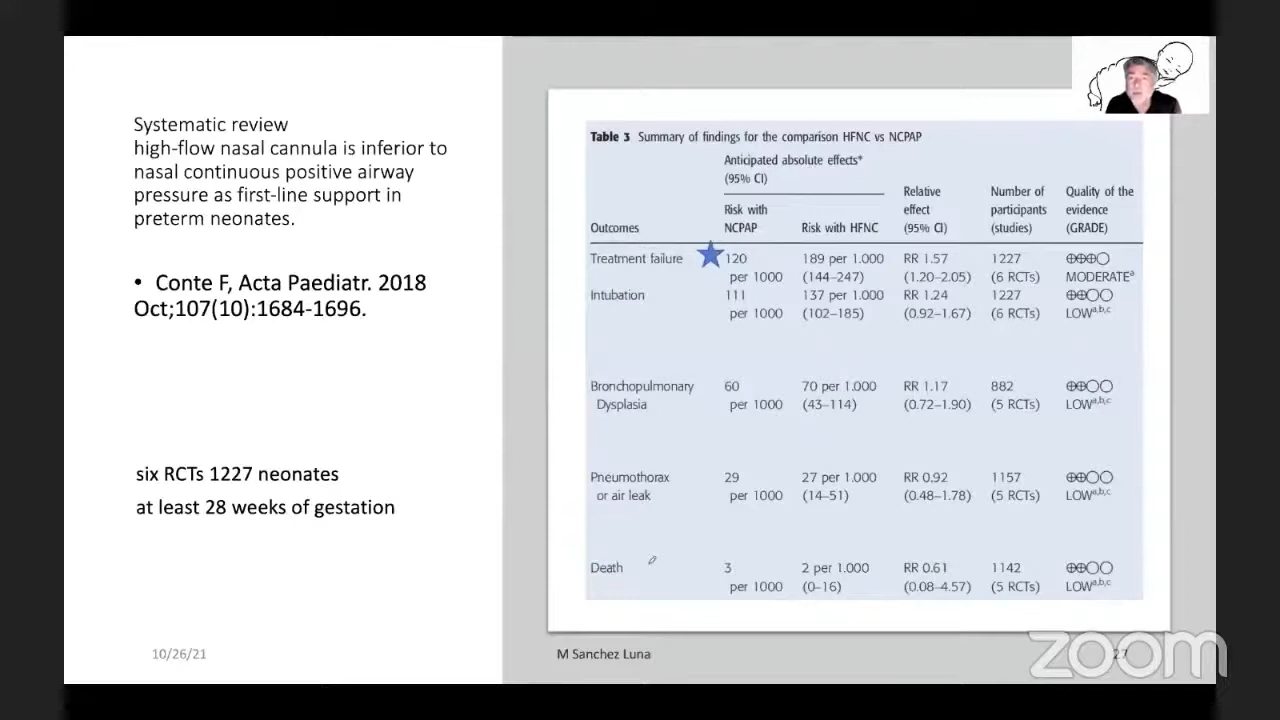 Systematic review
high-flow nasal cannula is inferior to
nasal continuous positive airway
pressure as first-line support in
preterm neonates.
• Conte F, Acta Paediatr. 2018
Oct;107(10):1684-1696.
six RCTs 1227 neonates
at least 28 weeks of gestation
Table 3 Summary of findings for the comparison HFNC vs NCPAP
Anticipated absolute effects*
(95% CI)
Relative Number of Quality of the
Risk with effect participants evidence
Outcomes NCPAP Risk with HFNC (95% CI) (studies) (GRADE)
Treatment failure 120 189 per 1.000 RR 1.57 1227 ⊕⊕⊕○
per 1000 (144–247) (1.20–2.05) (6 RCTs) MODERATEa
Intubation 111 137 per 1.000 RR 1.24 1227 ⊕⊕○○
per 1000 (102–185) (0.92–1.67) (6 RCTs) LOWa,b,c
Bronchopulmonary 60 70 per 1.000 RR 1.17 882 ⊕⊕○○
Dysplasia per 1000 (43–114) (0.72–1.90) (5 RCTs) LOWa,b,c
Pneumothorax 29 27 per 1.000 RR 0.92 1157 ⊕⊕○○
or air leak per 1000 (14–51) (0.48–1.78) (5 RCTs) LOWa,b,c
Death 3 2 per 1.000 RR 0.61 1142 ⊕⊕○○
per 1000 (0–16) (0.08–4.57) (5 RCTs) LOWa,b,c
10/26/21 M Sanchez Luna 27
zoom